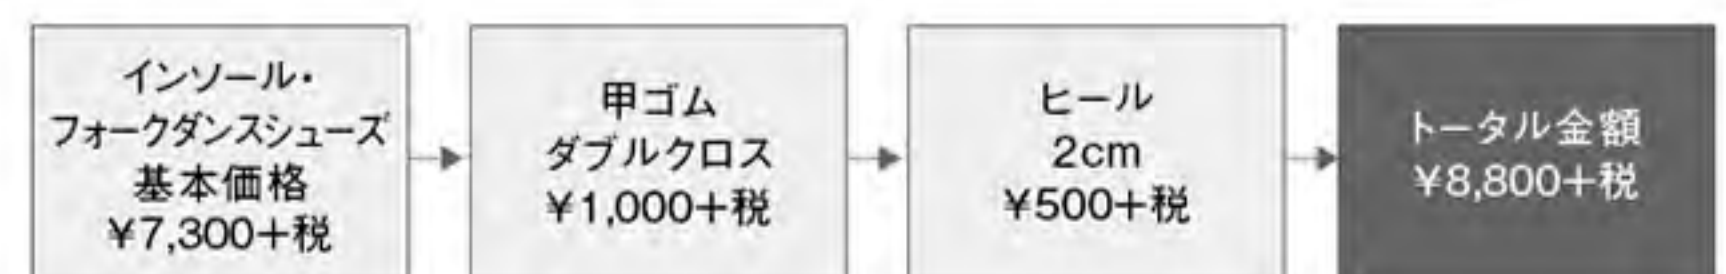 インソール・
フォークダンスシューズ
基本価格
¥7,300+税
甲ゴム
ダブルクロス
¥1,000+税
ヒール
2cm
¥500+税
トータル金額
¥8,800+税